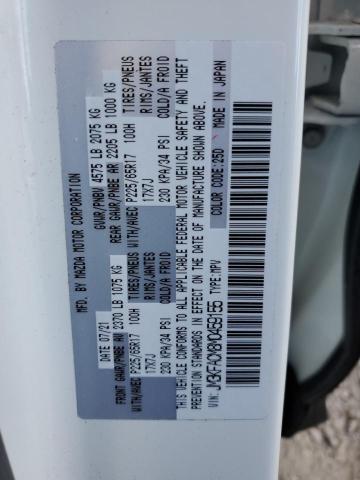 MFD. BY MAZDA MOTOR CORPORATION
DATE 07/21 GVWR/PNBV 4575 LB 2075 KG
FRONT GAWR/PNBE AV 2370 LB 1075 KG REAR GAWR/PNBE AR 2205 LB 1000 KG
WITH/AVEC P225/65R17 100H TIRES/PNEUS WITH/AVEC P225/65R17 100H TIRES/PNEUS
17X7J RIMS/JANTES 17X7J RIMS/JANTES
230 KPA/34 PSI COLD/A FROID 230 KPA/34 PSI COLD/A FROID
THIS VEHICLE CONFORMS TO ALL APPLICABLE FEDERAL MOTOR VEHICLE SAFETY AND THEFT
PREVENTION STANDARDS IN EFFECT ON THE DATE OF MANUFACTURE SHOWN ABOVE.
VIN: TYPE: MPV COLOR CODE: 25D MADE IN JAPAN